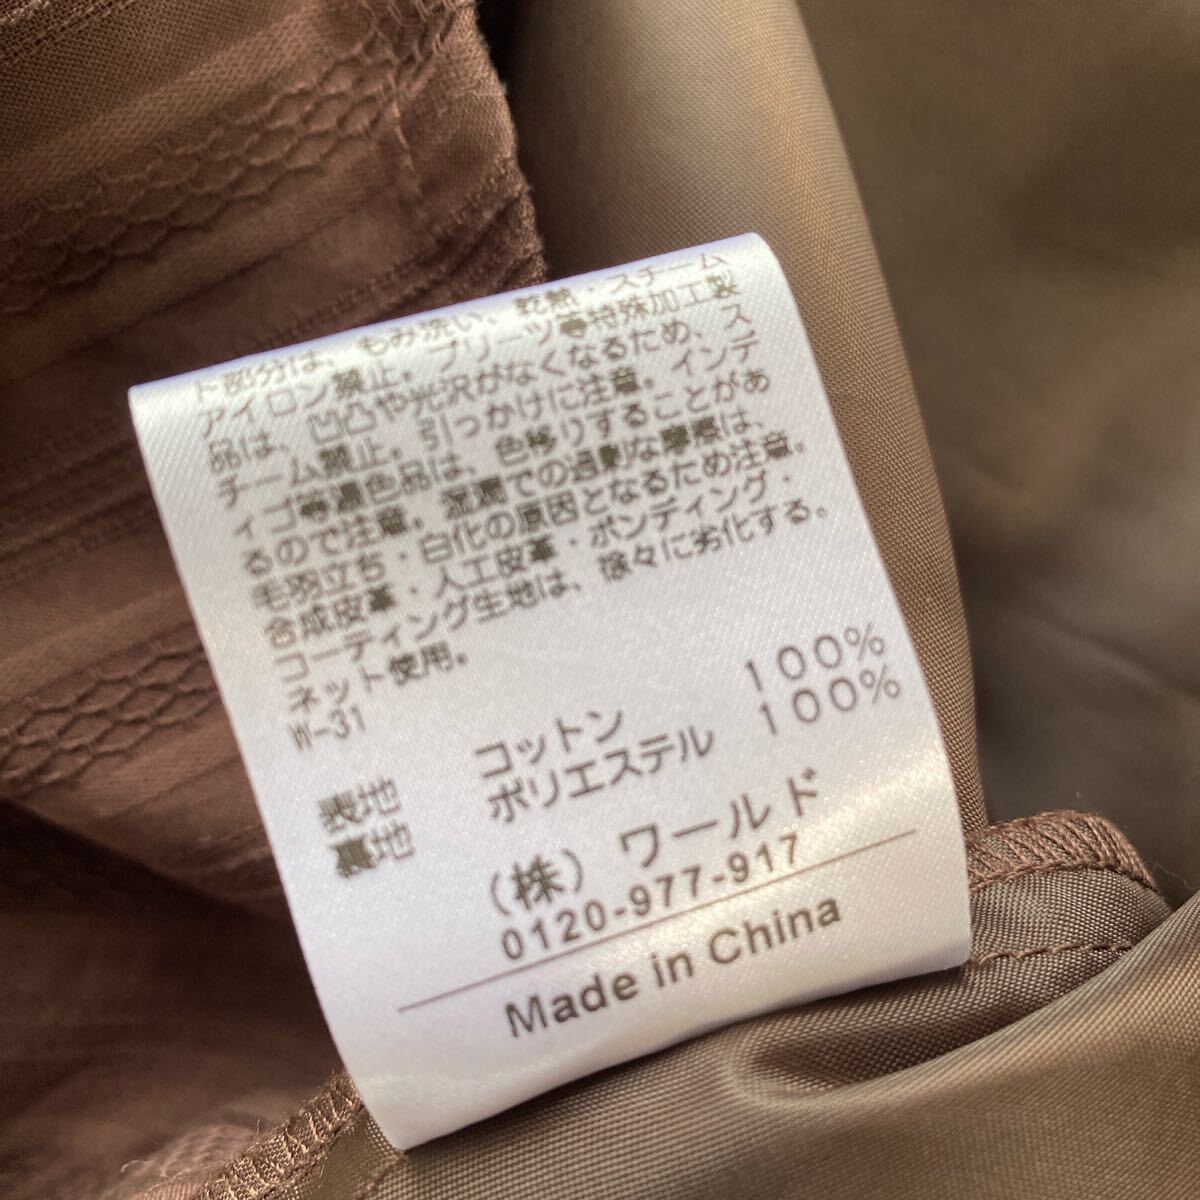 ト部分は、もみ洗い、乾熱・スチーム
アイロン禁止。プリーツ等特殊加工製
品は、凹凸や光沢がなくなるため、ス
チーム禁止。引っかけに注意。インデ
ィゴ等濃色品は、色移りすることがあ
るので注意。湿潤での過剰な摩擦は、
毛羽立ち・白化の原因となるため注意。
合成皮革・人工皮革・ボンディング・
コーティング生地は、徐々に劣化する。
ネット使用。
W-31
表地 コットン 100%
裏地 ポリエステル 100%
(株) ワールド
0120-977-917
Made in China